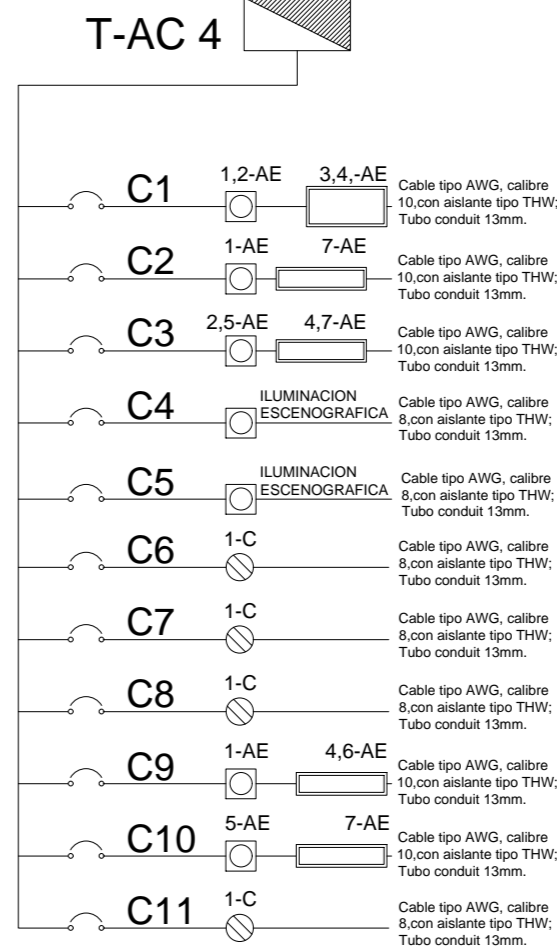 T-AC 4
C1
1,2-AE
3,4,-AE
Cable tipo AWG, calibre
10,con aislante tipo THW;
Tubo conduit 13mm.
C2
1-AE
7-AE
Cable tipo AWG, calibre
10,con aislante tipo THW;
Tubo conduit 13mm.
C3
2,5-AE
4,7-AE
Cable tipo AWG, calibre
10,con aislante tipo THW;
Tubo conduit 13mm.
C4
ILUMINACION
ESCENOGRAFICA
Cable tipo AWG, calibre
8,con aislante tipo THW;
Tubo conduit 13mm.
C5
ILUMINACION
ESCENOGRAFICA
Cable tipo AWG, calibre
8,con aislante tipo THW;
Tubo conduit 13mm.
C6
1-C
Cable tipo AWG, calibre
8,con aislante tipo THW;
Tubo conduit 13mm.
C7
1-C
Cable tipo AWG, calibre
8,con aislante tipo THW;
Tubo conduit 13mm.
C8
1-C
Cable tipo AWG, calibre
8,con aislante tipo THW;
Tubo conduit 13mm.
C9
1-AE
4,6-AE
Cable tipo AWG, calibre
10,con aislante tipo THW;
Tubo conduit 13mm.
C10
5-AE
7-AE
Cable tipo AWG, calibre
10,con aislante tipo THW;
Tubo conduit 13mm.
C11
1-C
Cable tipo AWG, calibre
8,con aislante tipo THW;
Tubo conduit 13mm.